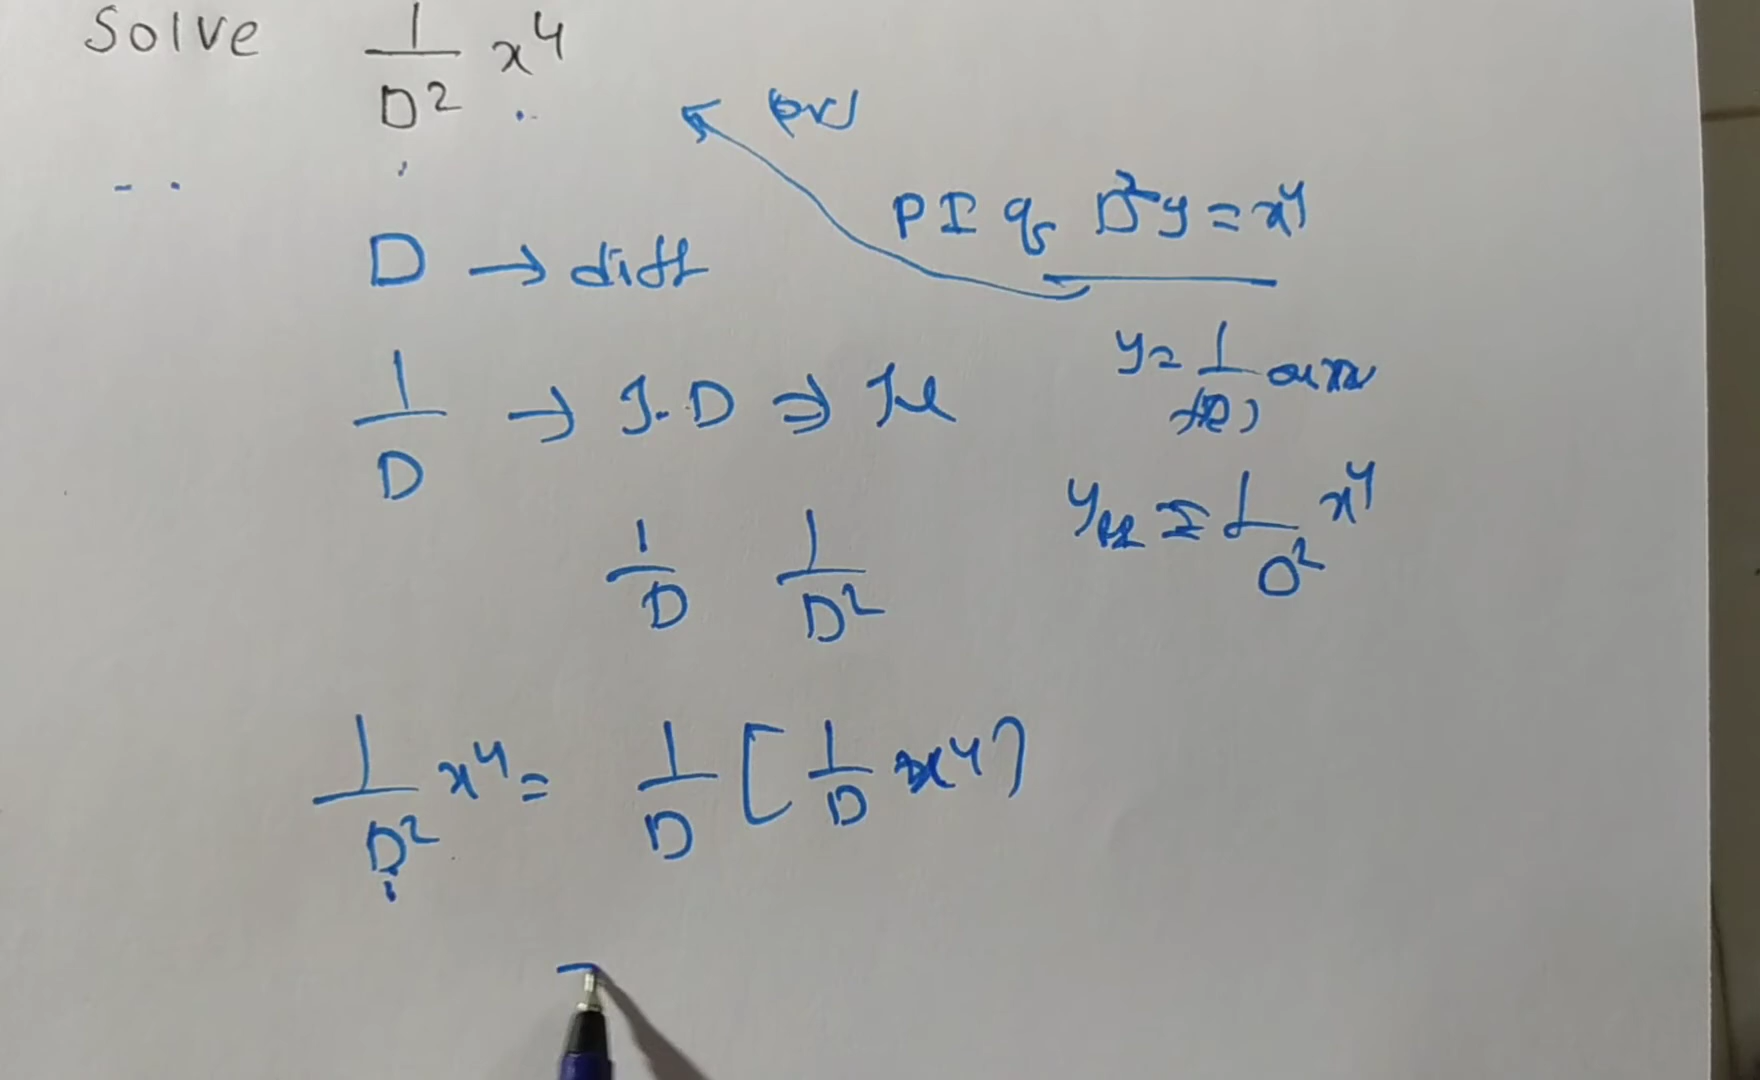 Solve 1/D² x⁴
PI of D²y = x⁴
D → diff
y = 1/f(D)
1/D → I.D ⇒
y = 1/D² x⁴
1/D 1/D²
1/D² x⁴ = 1/D [1/D x⁴]